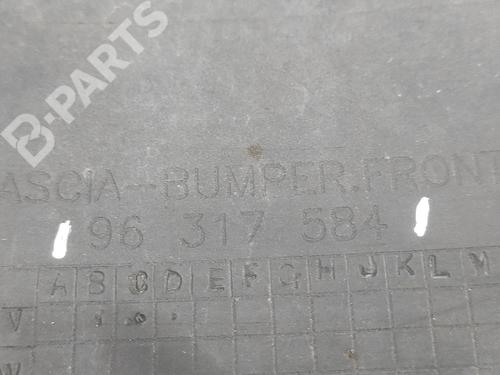 B-PARTS
ASCIA-BUMPER.FRONT
96 317 584
A B C D E F G H J K L M
V
W